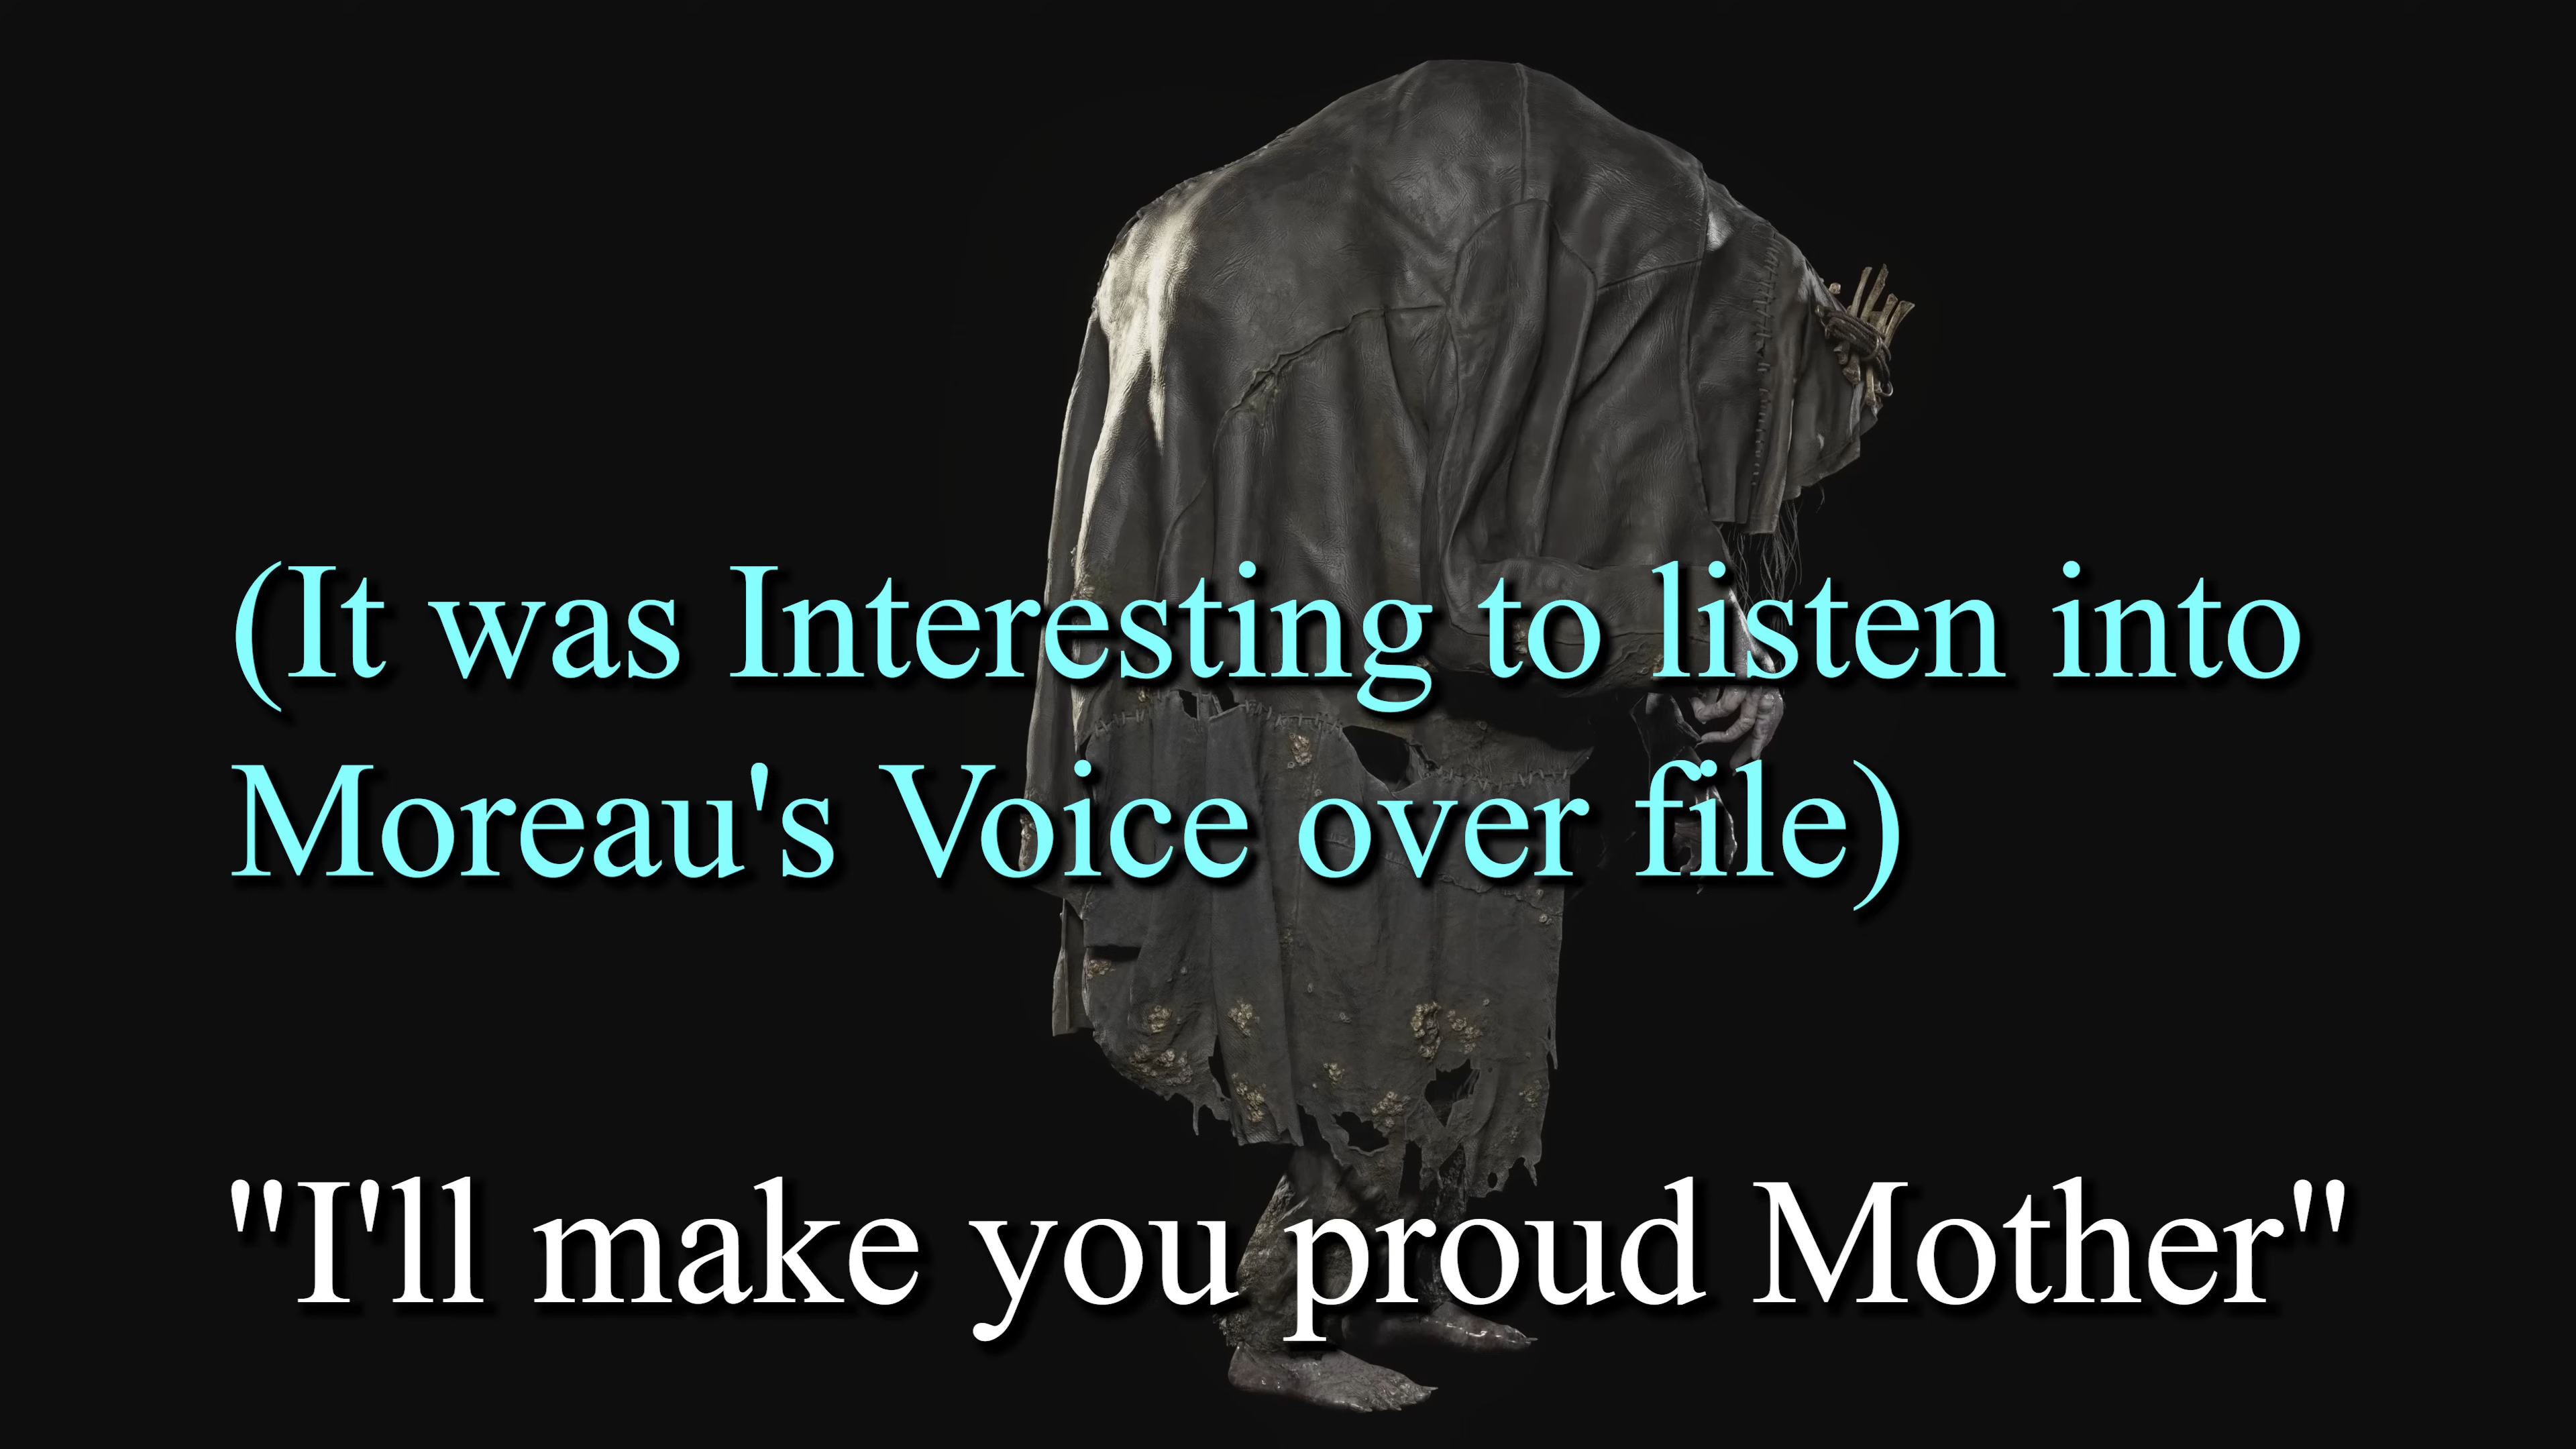 (It was Interesting to listen into
Moreau's Voice over file)
"I'll make you proud Mother"